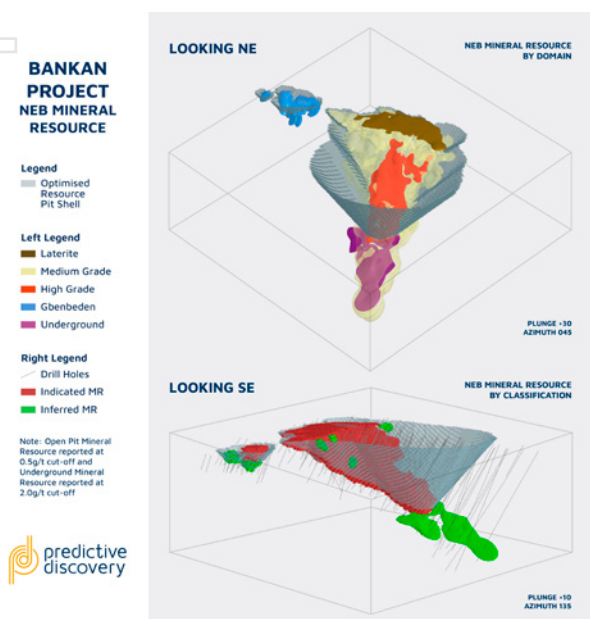 BANKAN
PROJECT
NEB MINERAL
RESOURCE
Legend
Optimised
Resource
Pit Shell
Left Legend
Laterite
Medium Grade
High Grade
Gbenbeden
Underground
Right Legend
Drill Holes
Indicated MR
Inferred MR
Note: Open Pit Mineral
Resource reported at
0.5g/t cut-off and
Underground Mineral
Resource reported at
2.0g/t cut-off
predictive
discovery
LOOKING NE
NEB MINERAL RESOURCE
BY DOMAIN
PLUNGE +30
AZIMUTH 045
LOOKING SE
NEB MINERAL RESOURCE
BY CLASSIFICATION
PLUNGE +10
AZIMUTH 135